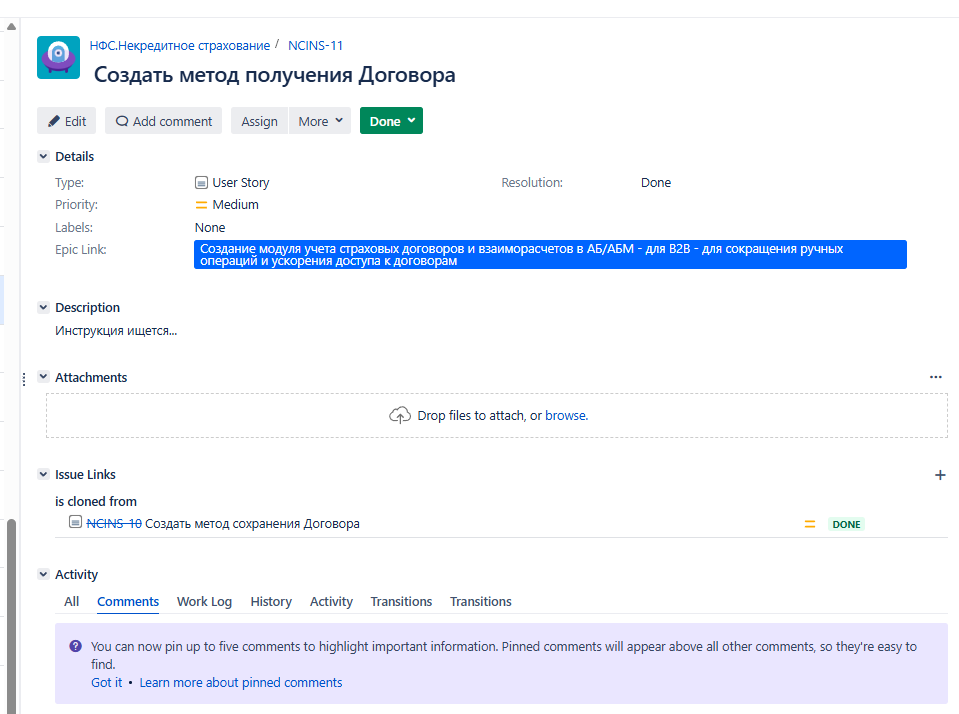 НФС.Некредитное страхование / NCINS-11
Создать метод получения Договора
Edit Add comment Assign More Done
Details
Type: User Story Resolution: Done
Priority: Medium
Labels: None
Epic Link: Создание модуля учета страховых договоров и взаиморасчетов в АБ/АБМ - для B2B - для сокращения ручных
операций и ускорения доступа к договорам
Description
Инструкция ищется...
Attachments
Drop files to attach, or browse.
Issue Links
is cloned from
NCINS-10 Создать метод сохранения Договора DONE
Activity
All Comments Work Log History Activity Transitions Transitions
You can now pin up to five comments to highlight important information. Pinned comments will appear above all other comments, so they're easy to
find.
Got it • Learn more about pinned comments